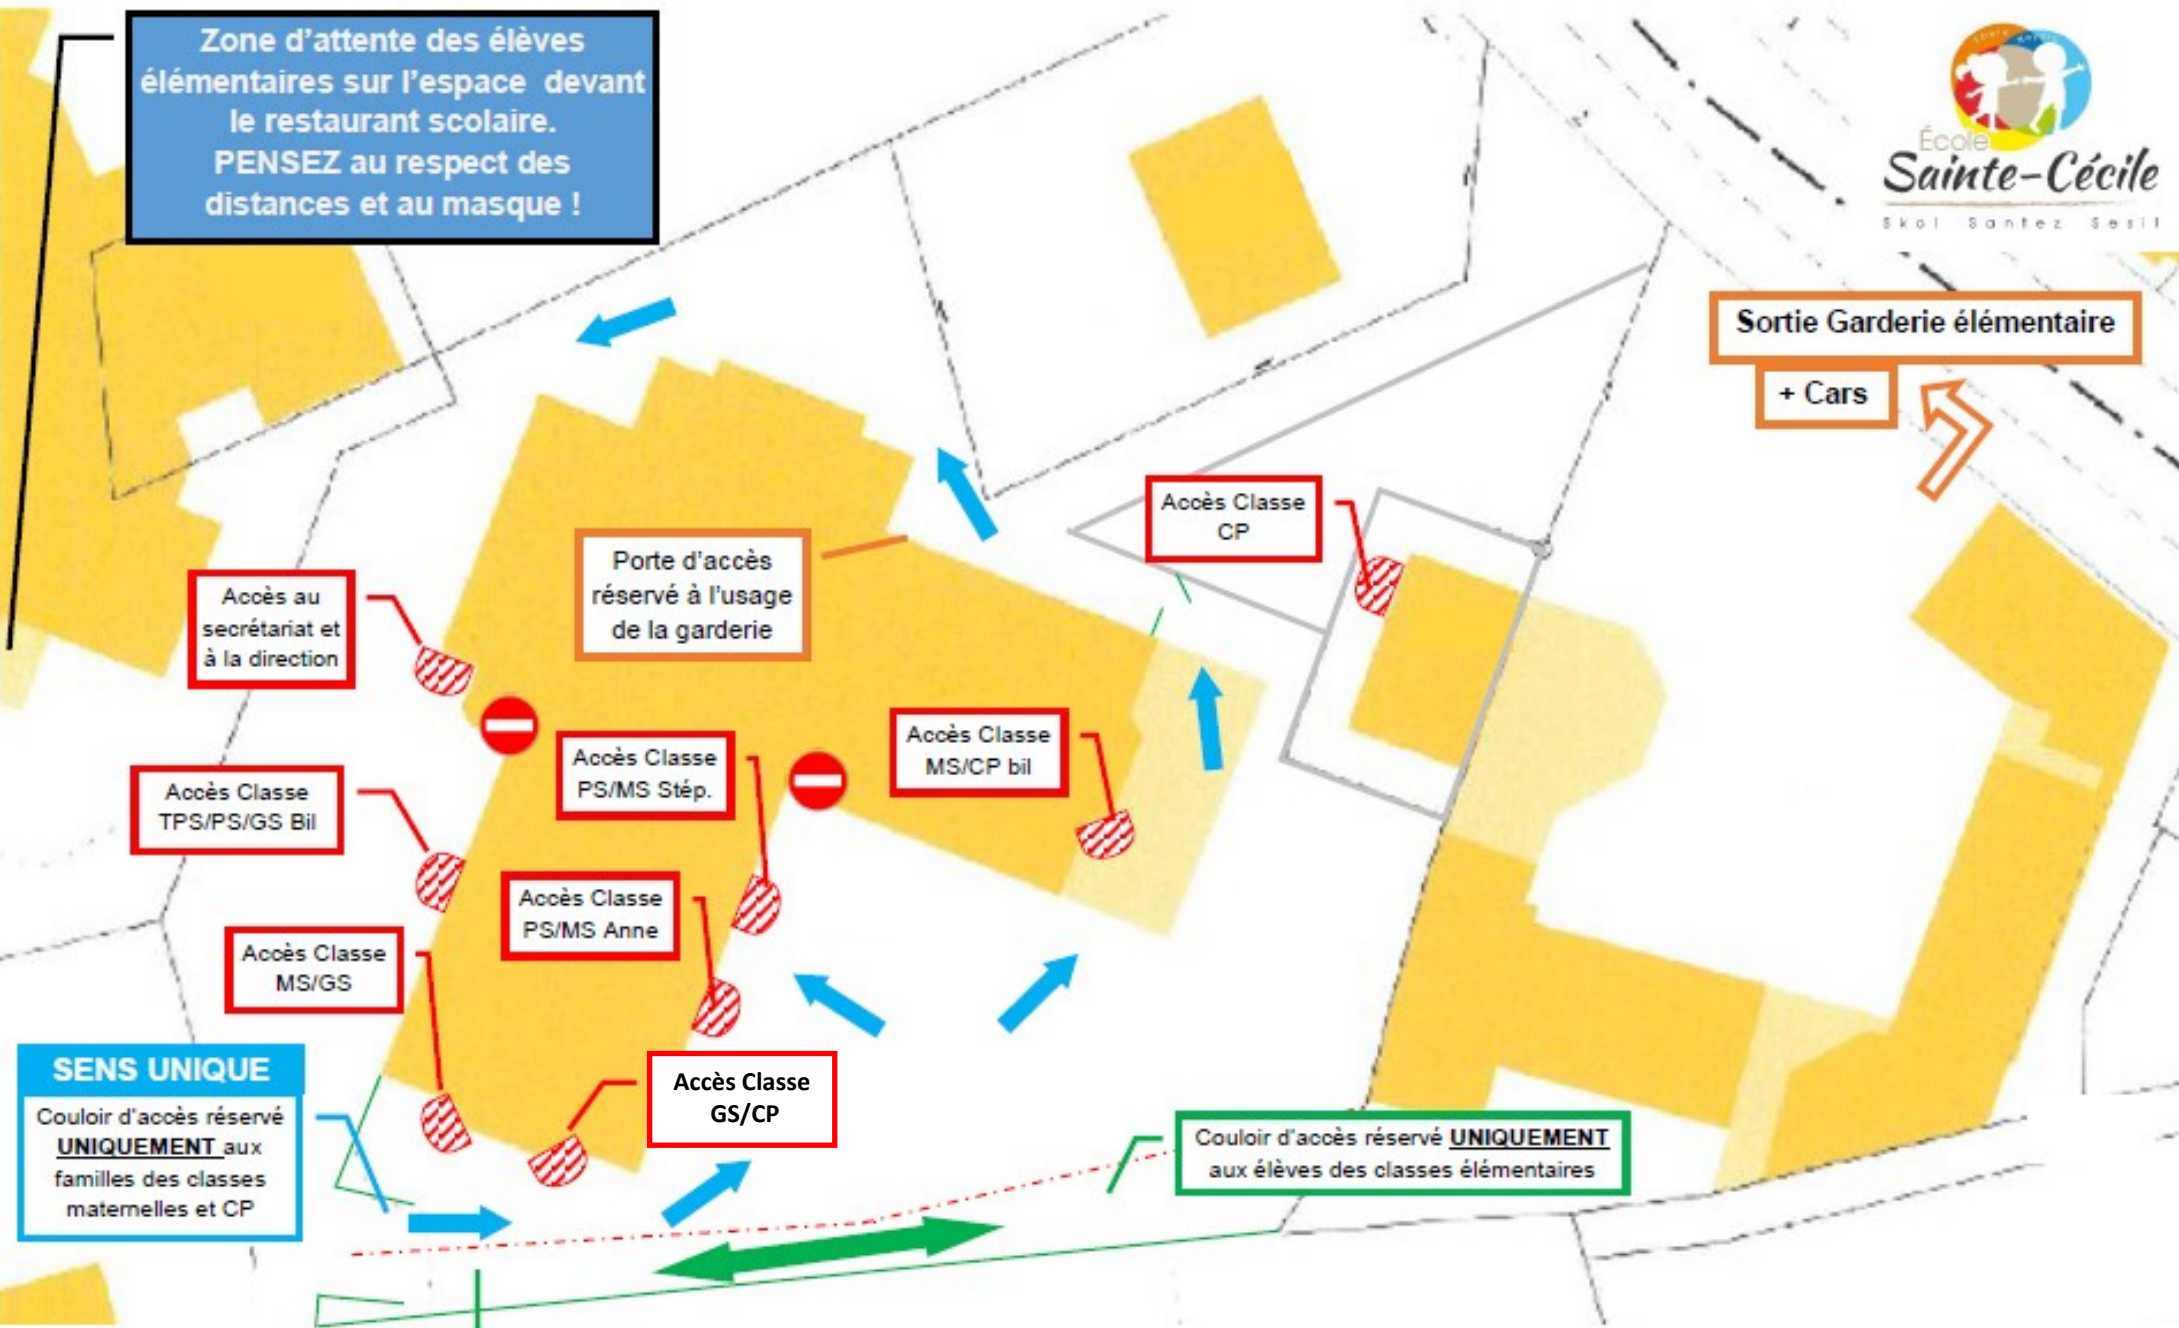 Zone d'attente des élèves
élémentaires sur l'espace devant
le restaurant scolaire.
PENSEZ au respect des
distances et au masque !
École
Sainte-Cécile
Skol Santez Sesil
Sortie Garderie élémentaire
+ Cars
Accès Classe
CP
Porte d'accès
réservé à l'usage
de la garderie
Accès au
secrétariat et
à la direction
Accès Classe
MS/CP bil
Accès Classe
PS/MS Stép.
Accès Classe
TPS/PS/GS Bil
Accès Classe
PS/MS Anne
Accès Classe
MS/GS
Accès Classe
GS/CP
SENS UNIQUE
Couloir d'accès réservé
UNIQUEMENT aux
familles des classes
maternelles et CP
Couloir d'accès réservé UNIQUEMENT
aux élèves des classes élémentaires